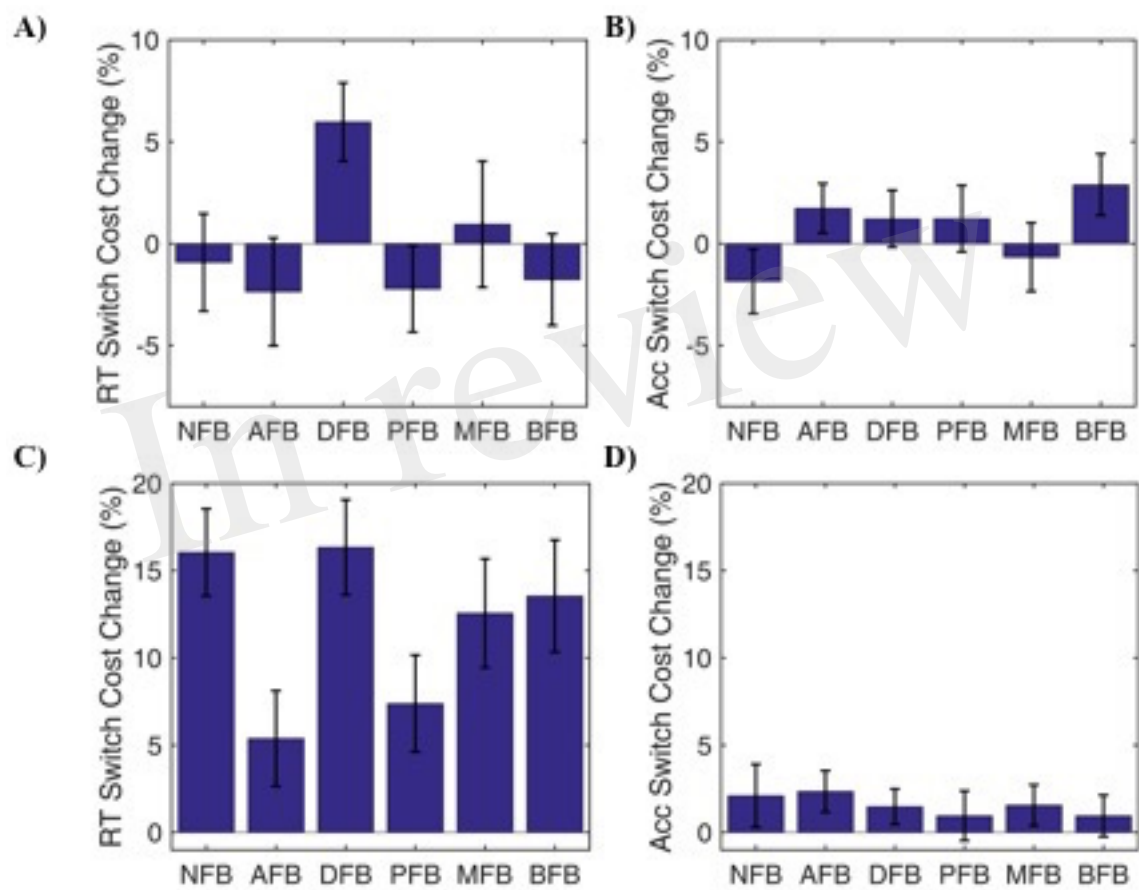 A)
RT Switch Cost Change (%)
10
5
0
-5
NFB AFB DFB PFB MFB BFB
B)
Acc Switch Cost Change (%)
10
5
0
-5
NFB AFB DFB PFB MFB BFB
In review
C)
RT Switch Cost Change (%)
20
15
10
5
0
NFB AFB DFB PFB MFB BFB
D)
Acc Switch Cost Change (%)
20
15
10
5
0
NFB AFB DFB PFB MFB BFB